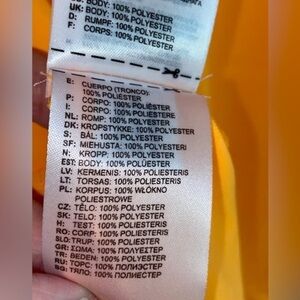 UK: BODY: 100% POLYESTER
D: RUMPF: 100% POLYESTER
F: CORPS: 100% POLYESTER
E: CUERPO (TRONCO):
100% POLIÉSTER
P: CORPO: 100% POLIÉSTER
I: CORPO: 100% POLIESTERE
NL: ROMP: 100% POLYESTER
DK: KROPSTYKKE: 100% POLYESTER
S: BÅL: 100% POLYESTER
SF: MIEHUSTA: 100% POLYESTERI
N: KROPP: 100% POLYESTER
EST: BODY: 100% POLÜESTER
LV: KERMENIS: 100% POLIESTERIS
LT: TORSAS: 100% POLIESTERIS
PL: KORPUS: 100% WŁÓKNO
POLIESTROWE
CZ: TĚLO: 100% POLYESTER
SK: TELO: 100% POLYESTER
H: TEST: 100% POLIÉSZTER
RO: CORP: 100% POLIESTER
SLO: TRUP: 100% POLIESTER
GR: ΣΩΜΑ: 100% ΠΟΛΥΕΣΤΕΡ
TR: BEDEN: 100% POLYESTER
RU: ТОРС: 100% ПОЛИЭСТЕР
BG: ТЯЛО: 100% ПОЛИЕСТЕР